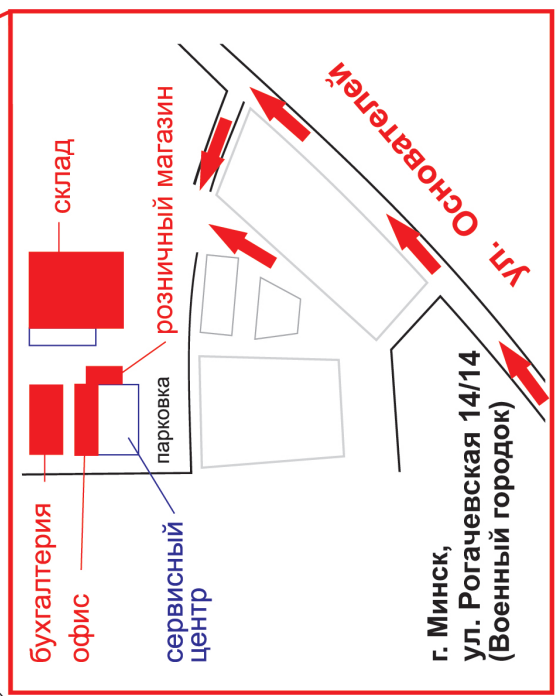 бухгалтерия
офис
сервисный
центр
парковка
розничный магазин
склад
ул. Основателей
г. Минск,
ул. Рогачевская 14/14
(Военный городок)